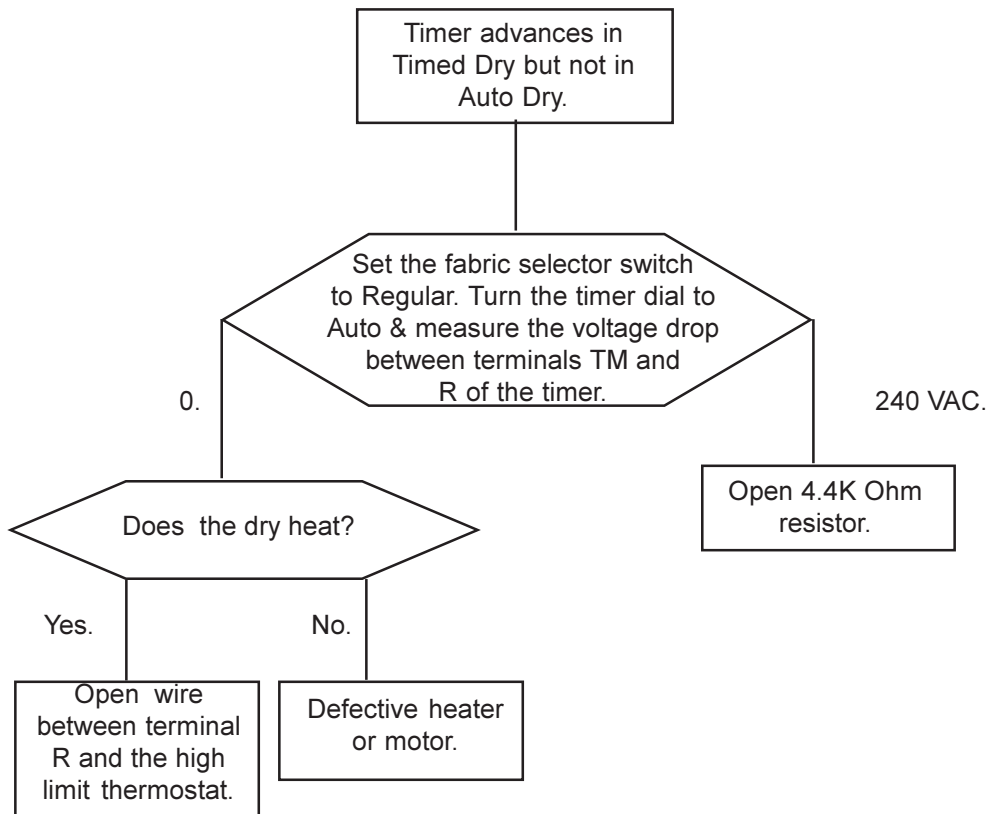 Timer advances in
Timed Dry but not in
Auto Dry.
Set the fabric selector switch
to Regular. Turn the timer dial to
Auto & measure the voltage drop
between terminals TM and
R of the timer.
0.
240 VAC.
Does the dry heat?
Open 4.4K Ohm
resistor.
Yes.
No.
Open wire
between terminal
R and the high
limit thermostat.
Defective heater
or motor.